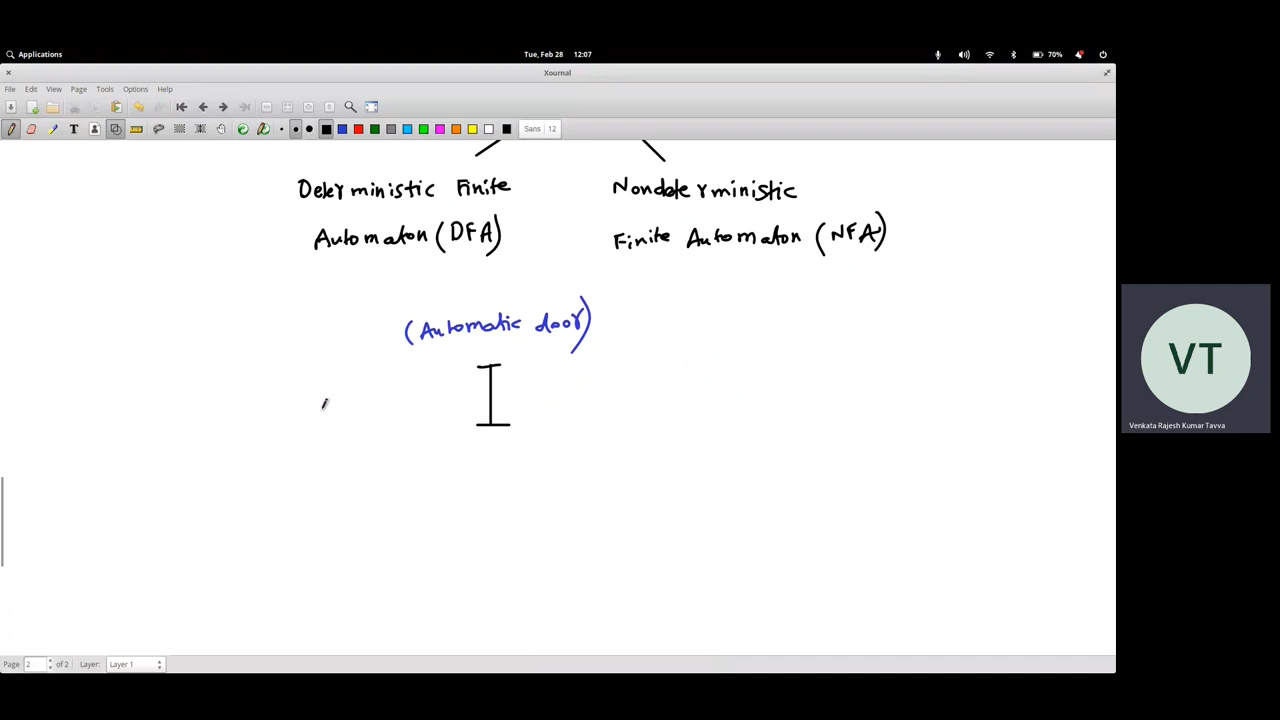 Applications
Tue, Feb 28 12:07
70%
Xournal
File Edit View Page Tools Options Help
Sans 12
Deterministic Finite
Automaton (DFA)
Nondeterministic
Finite Automaton (NFA)
(Automatic door)
VT
Venkata Rajesh Kumar Tavva
Page 2 of 2 Layer: Layer 1